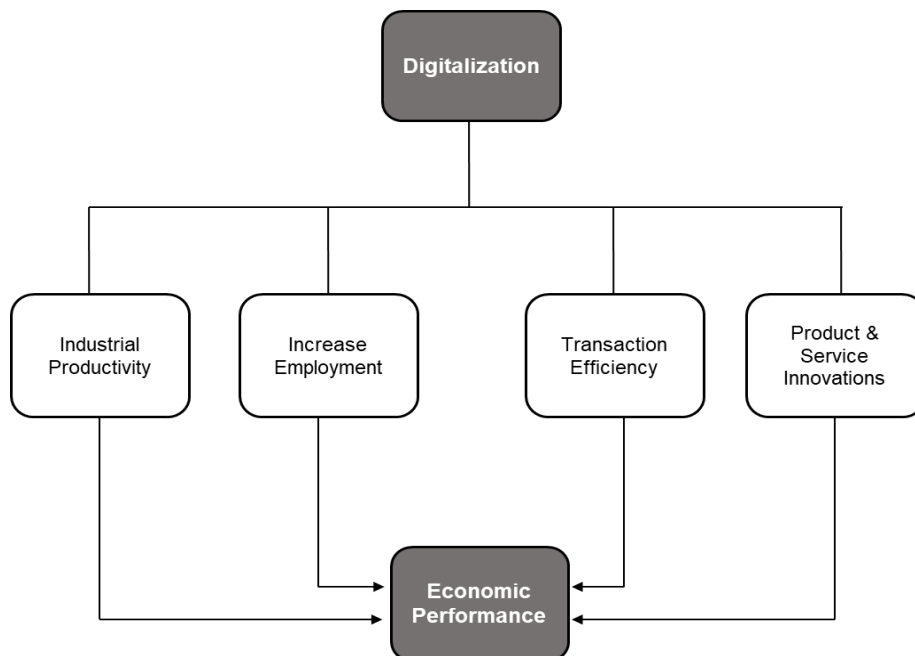 Digitalization
Industrial
Productivity
Increase
Employment
Transaction
Efficiency
Product &
Service
Innovations
Economic
Performance